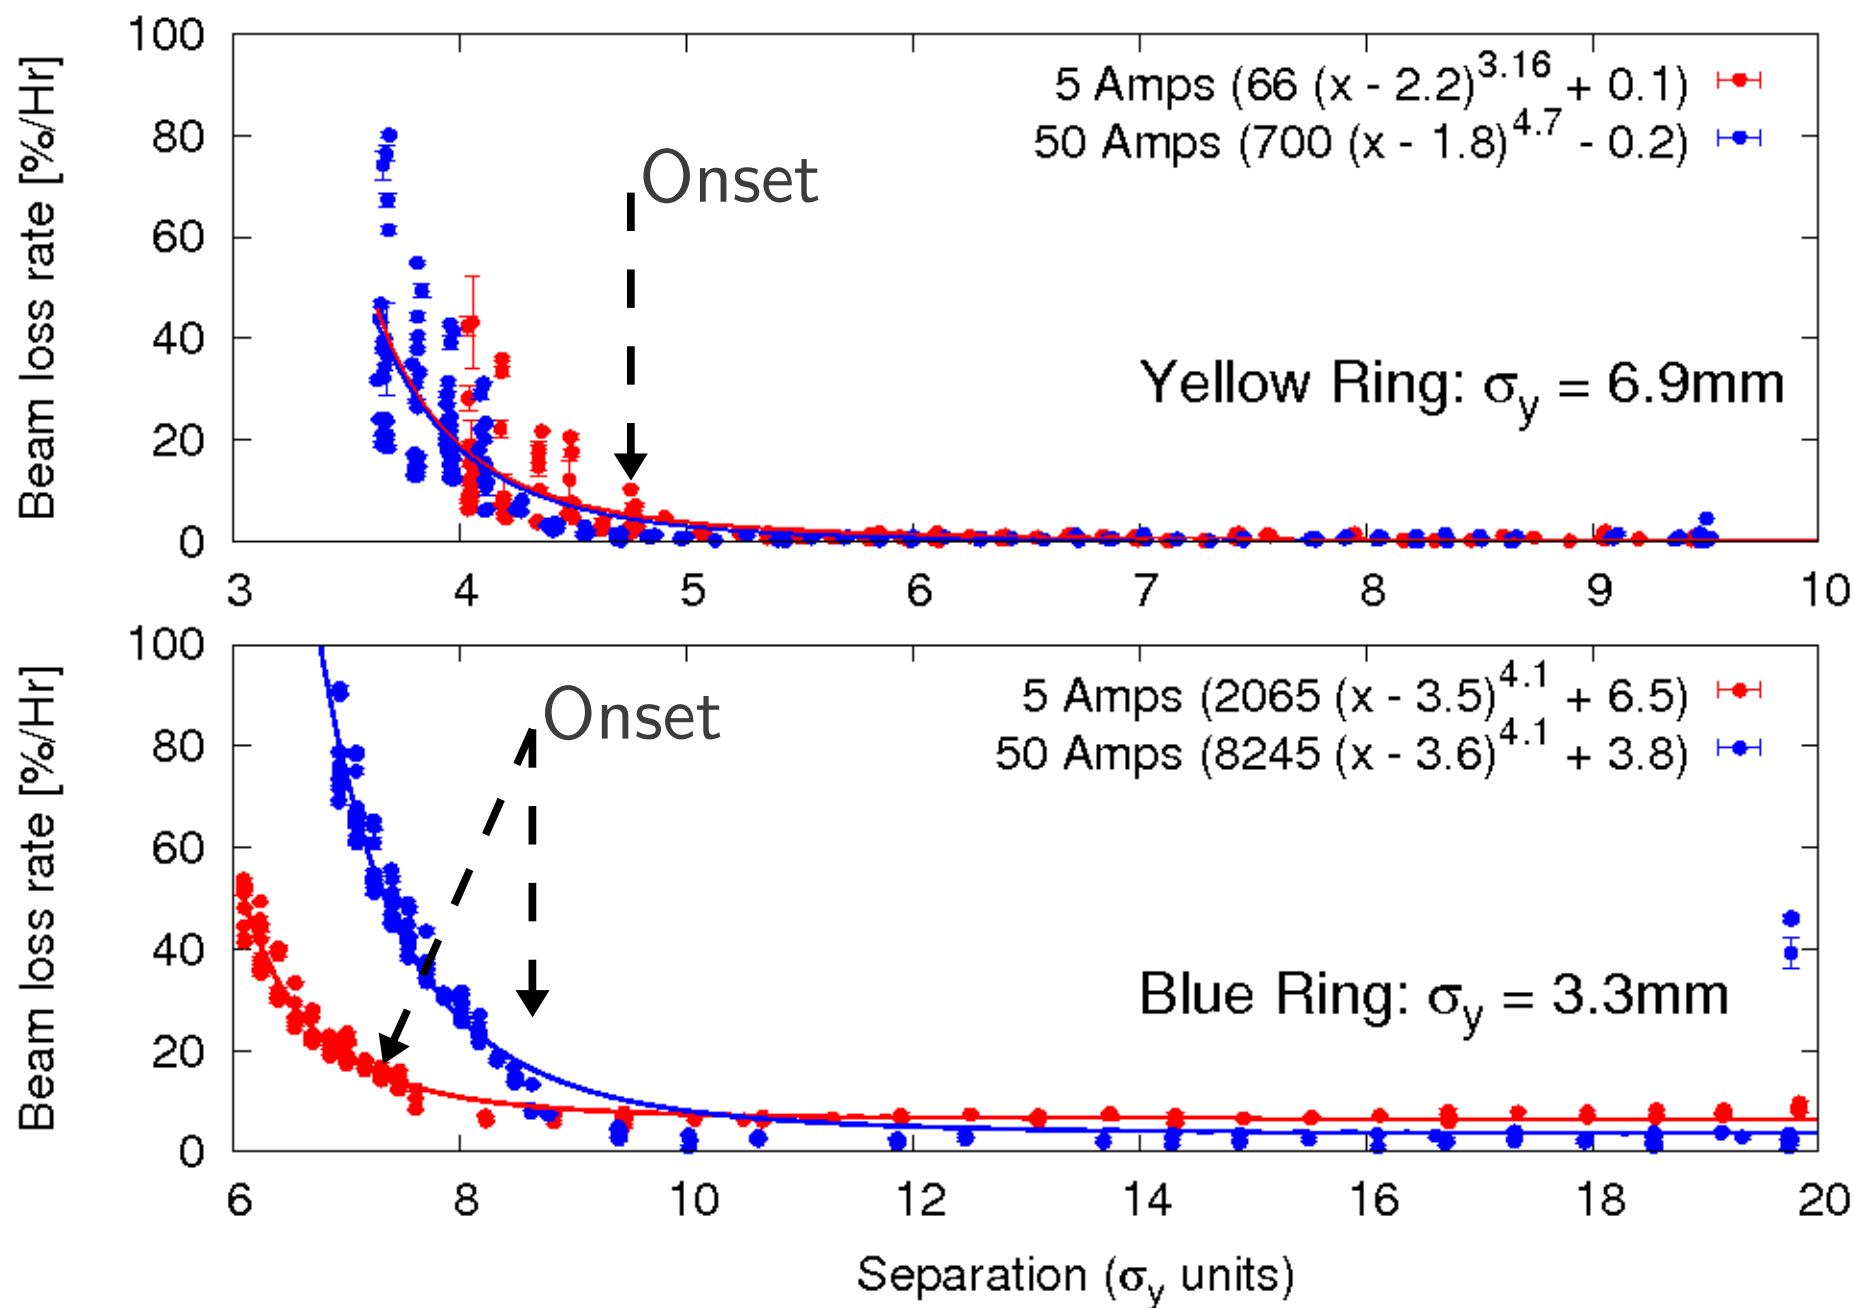 100
80
60
40
20
0
Beam loss rate [%/Hr]
5 Amps (66 (x - 2.2)^3.16 + 0.1)
50 Amps (700 (x - 1.8)^4.7 - 0.2)
Onset
Yellow Ring: σ_y = 6.9mm
3 4 5 6 7 8 9 10
100
80
60
40
20
0
Beam loss rate [%/Hr]
5 Amps (2065 (x - 3.5)^4.1 + 6.5)
50 Amps (8245 (x - 3.6)^4.1 + 3.8)
Onset
Blue Ring: σ_y = 3.3mm
6 8 10 12 14 16 18 20
Separation (σ_y units)